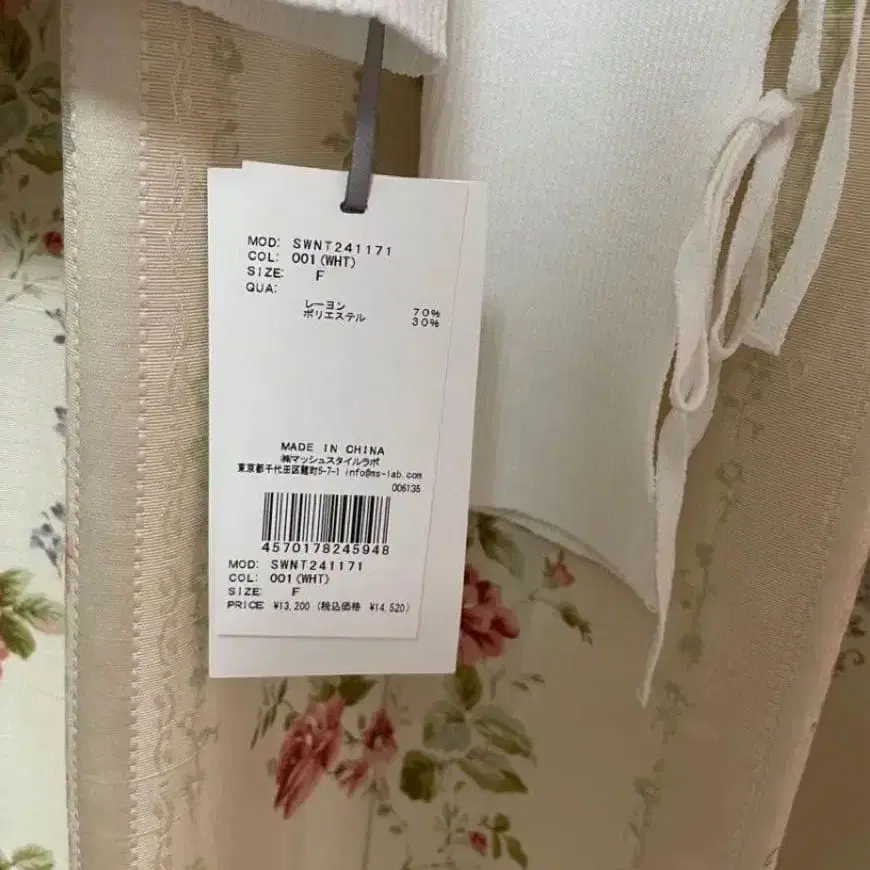 MOD: SWNT241171
COL: 001(WHT)
SIZE: F
QUA:
レーヨン 70%
ポリエステル 30%
MADE IN CHINA
㈱マッシュスタイルラボ
東京都千代田区麹町5-7-1 info@ms-lab.com
006135
4570178245948
MOD: SWNT241171
COL: 001(WHT)
SIZE: F
PRICE ¥13,200 (税込価格 ¥14,520)